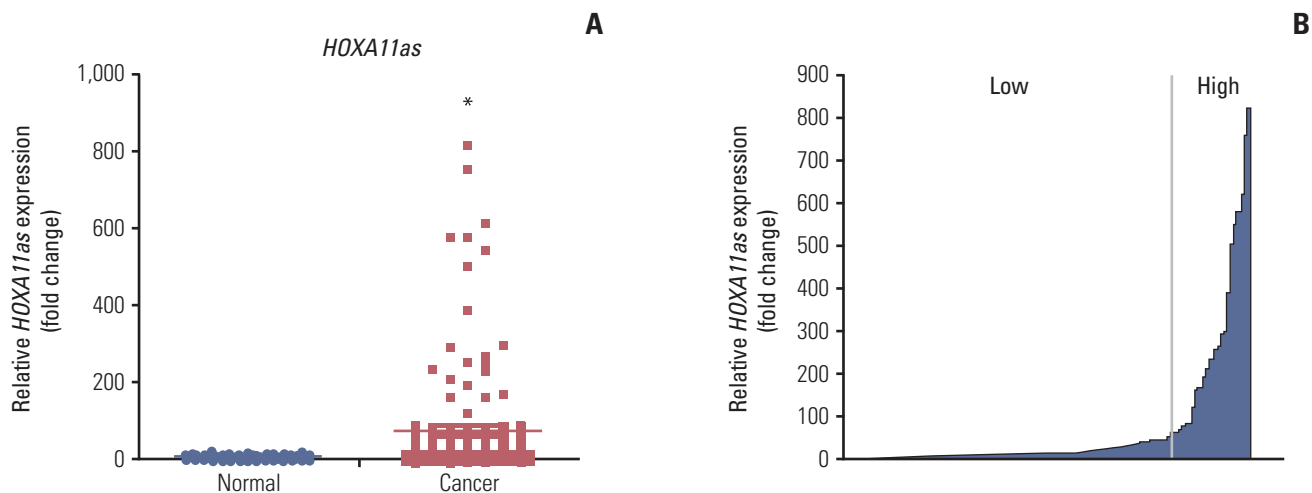 A
HOXA11as
Relative HOXA11as expression
(fold change)
1,000
800
600
400
200
0
*
Normal
Cancer
B
Relative HOXA11as expression
(fold change)
900
800
700
600
500
400
300
200
100
0
Low
High